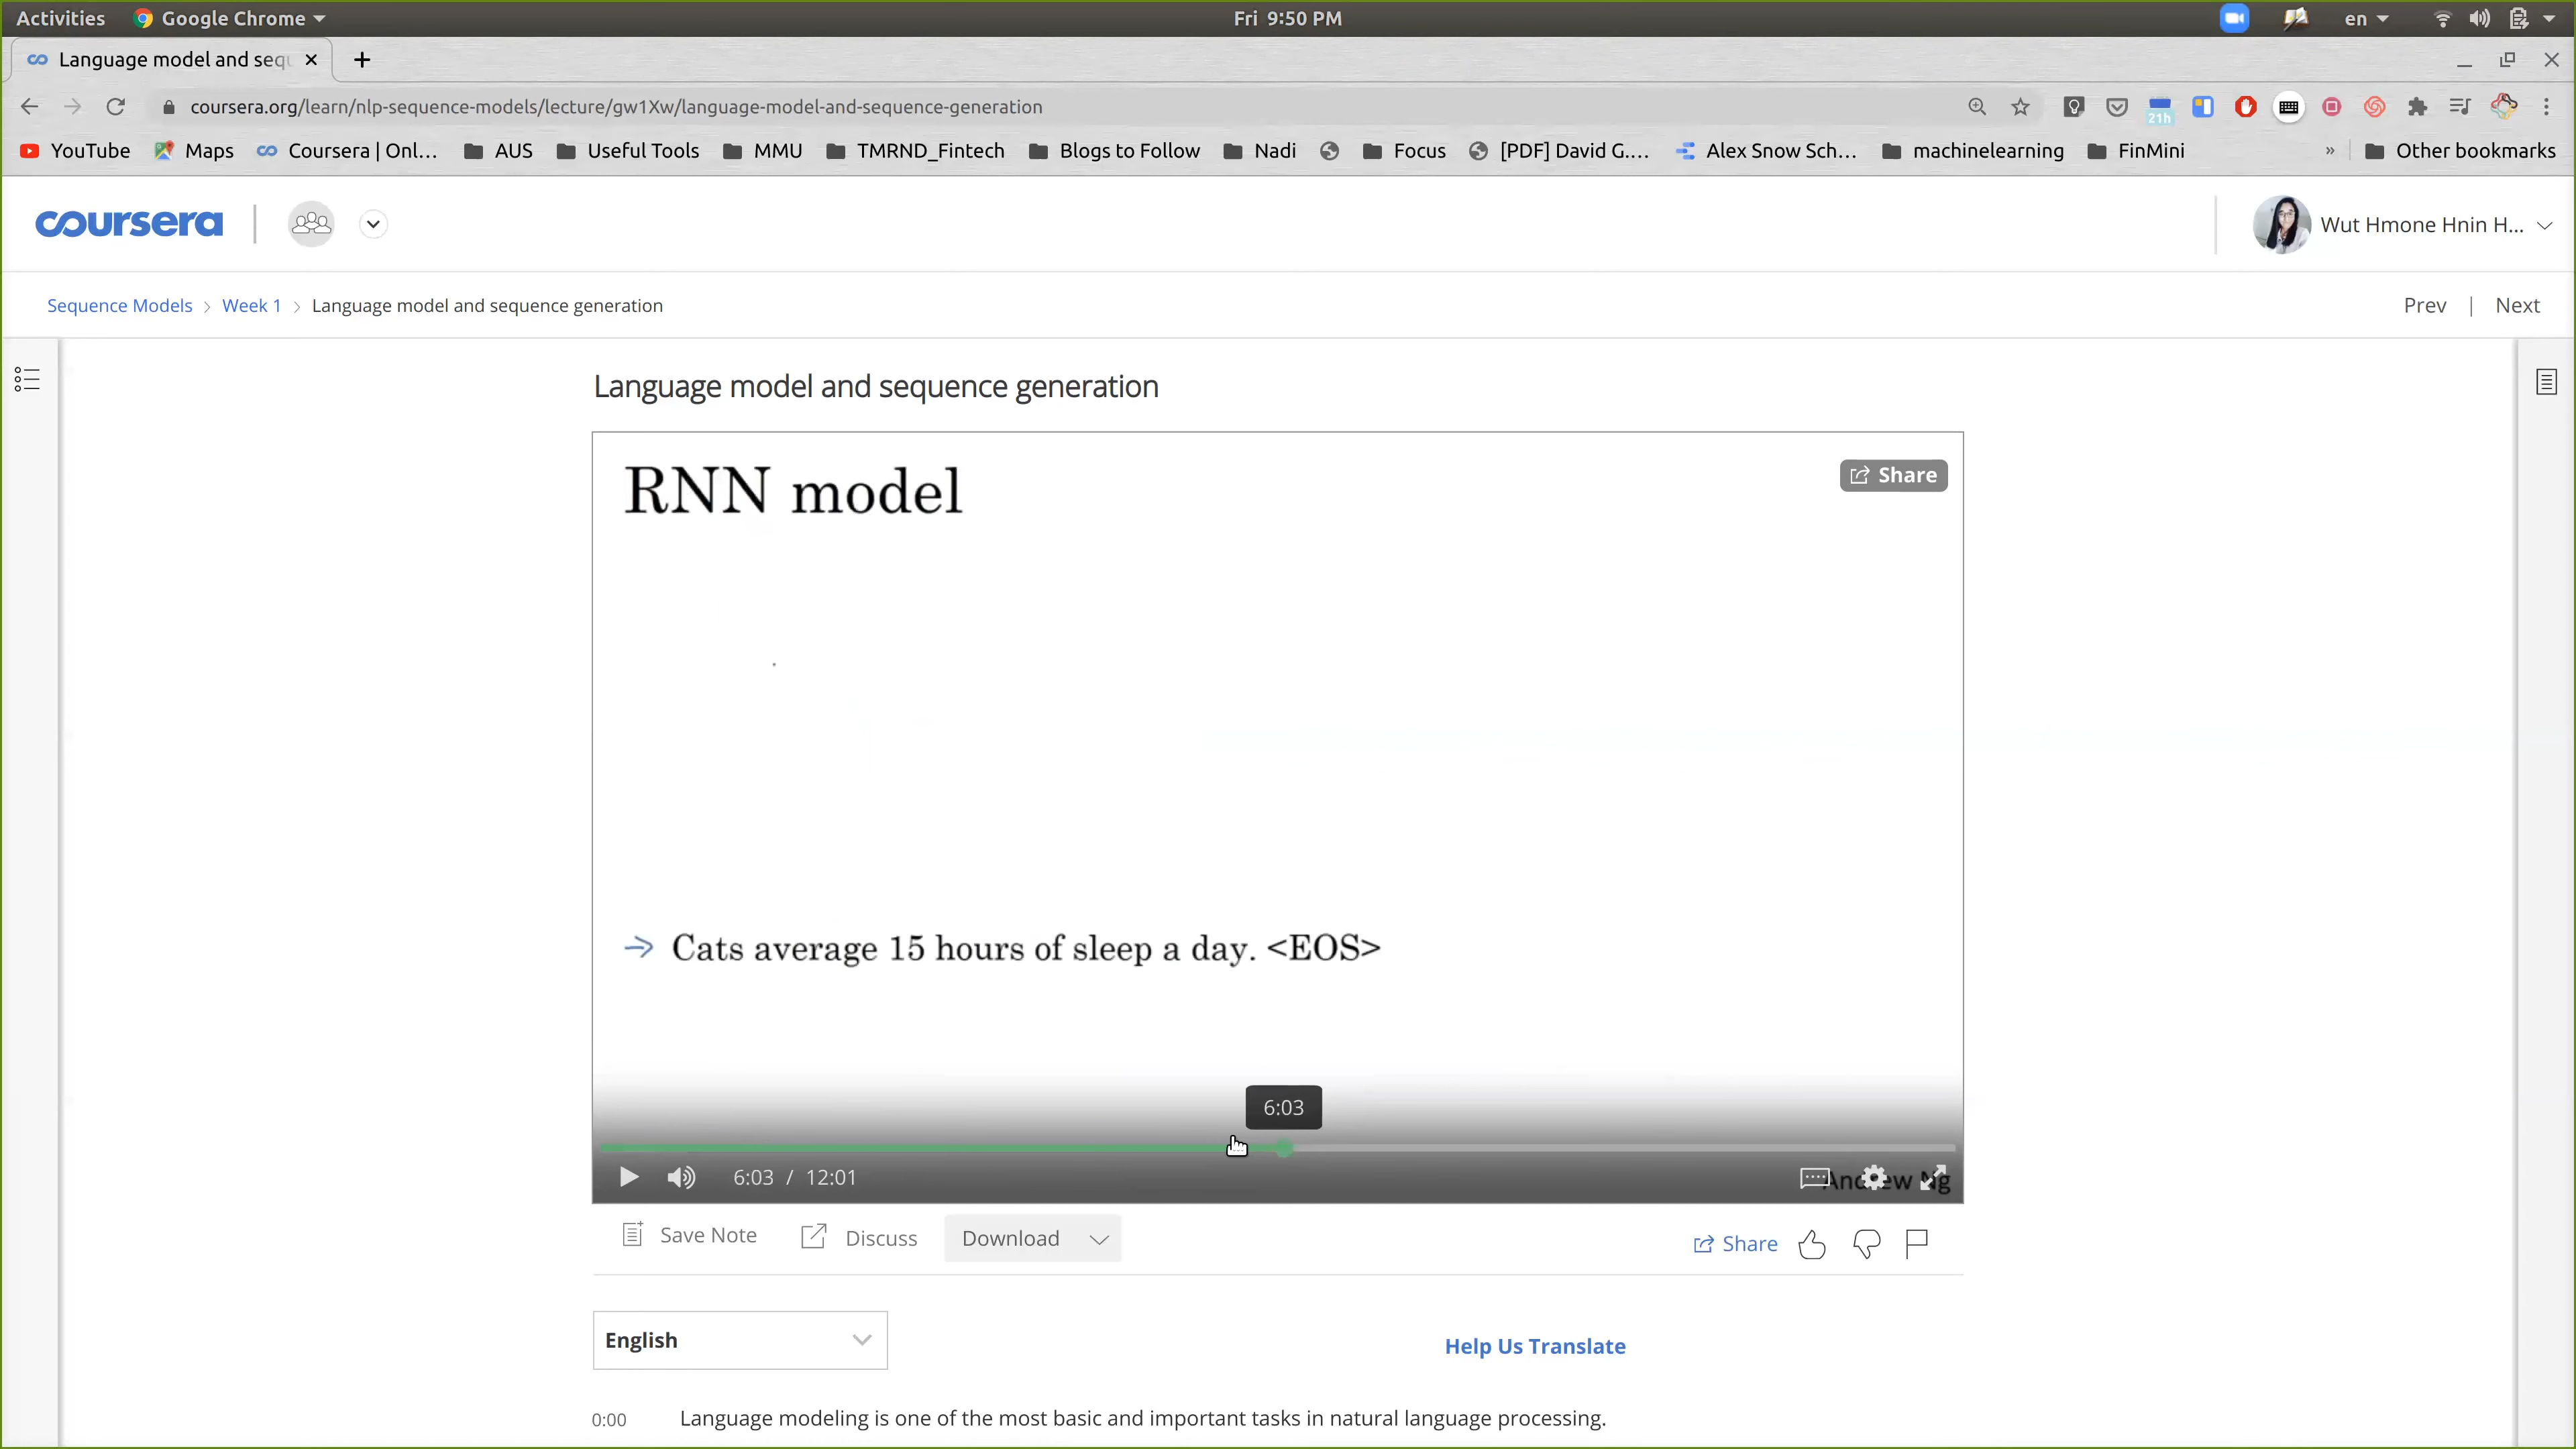 Activities Google Chrome Fri 9:50 PM en
Language model and sequ
coursera.org/learn/nlp-sequence-models/lecture/gw1Xw/language-model-and-sequence-generation
21h
YouTube Maps Coursera | Onl... AUS Useful Tools MMU TMRND_Fintech Blogs to Follow Nadi Focus [PDF] David G.... Alex Snow Sch... machinelearning FinMini » Other bookmarks
coursera Wut Hmone Hnin H...
Sequence Models > Week 1 > Language model and sequence generation Prev | Next
Language model and sequence generation
RNN model
Share
Cats average 15 hours of sleep a day. <EOS>
6:03
6:03 / 12:01
Andrew Ng
Save Note Discuss Download Share
English Help Us Translate
0:00 Language modeling is one of the most basic and important tasks in natural language processing.